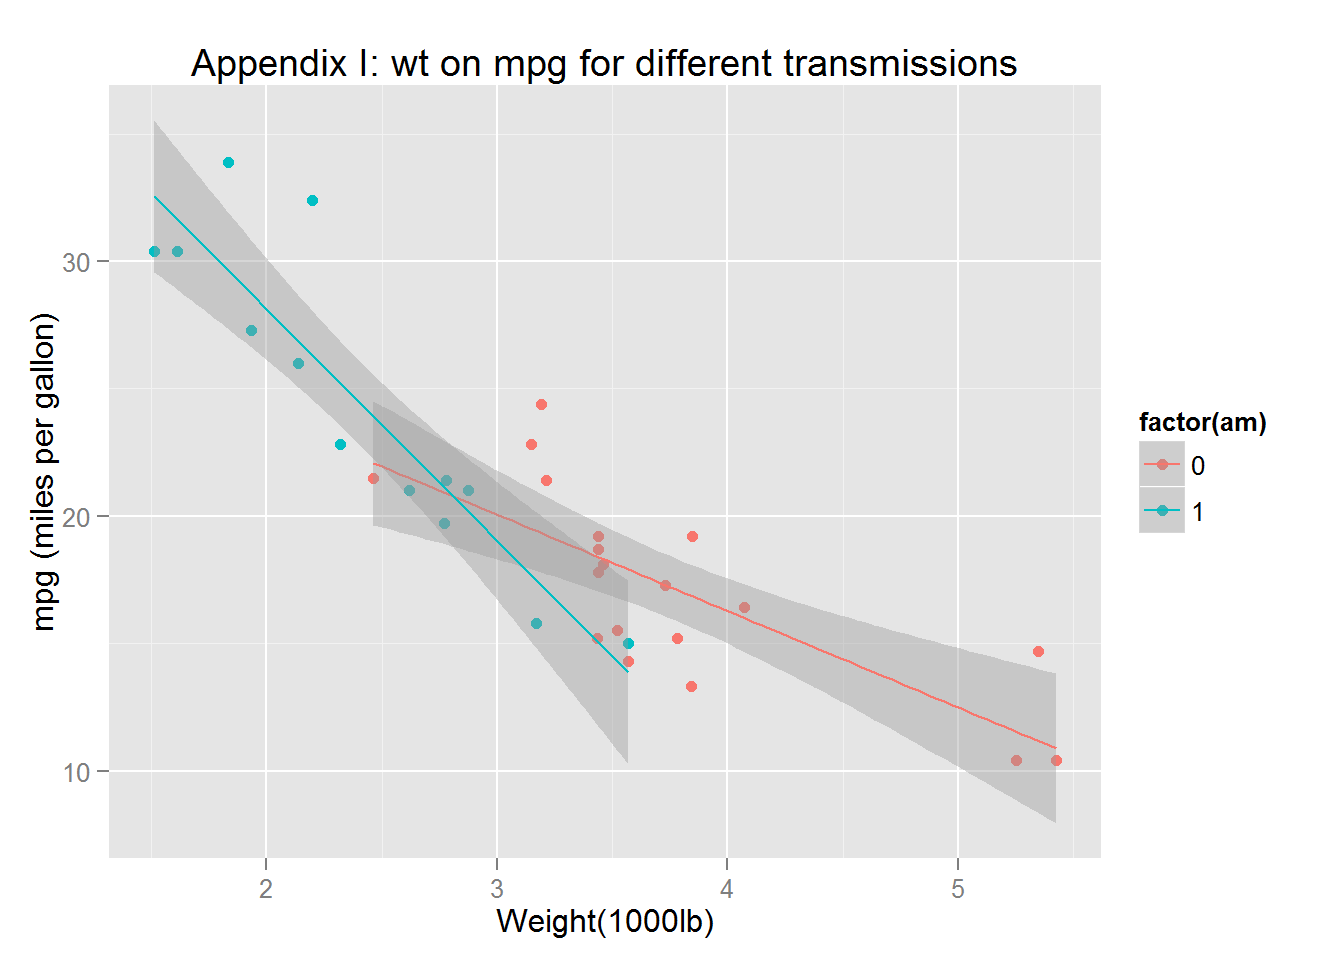 Appendix I: wt on mpg for different transmissions
30
20
10
mpg (miles per gallon)
2 3 4 5
Weight(1000lb)
factor(am)
0
1